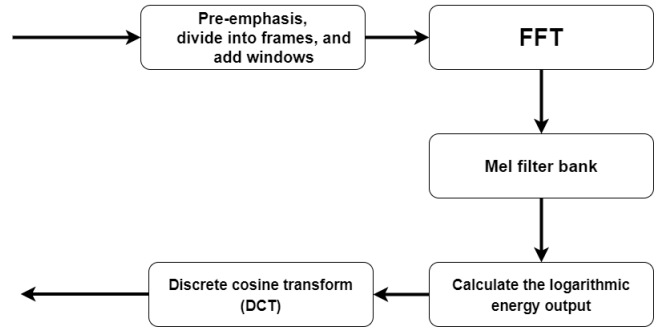 Pre-emphasis,
divide into frames, and
add windows
FFT
Mel filter bank
Calculate the logarithmic
energy output
Discrete cosine transform
(DCT)